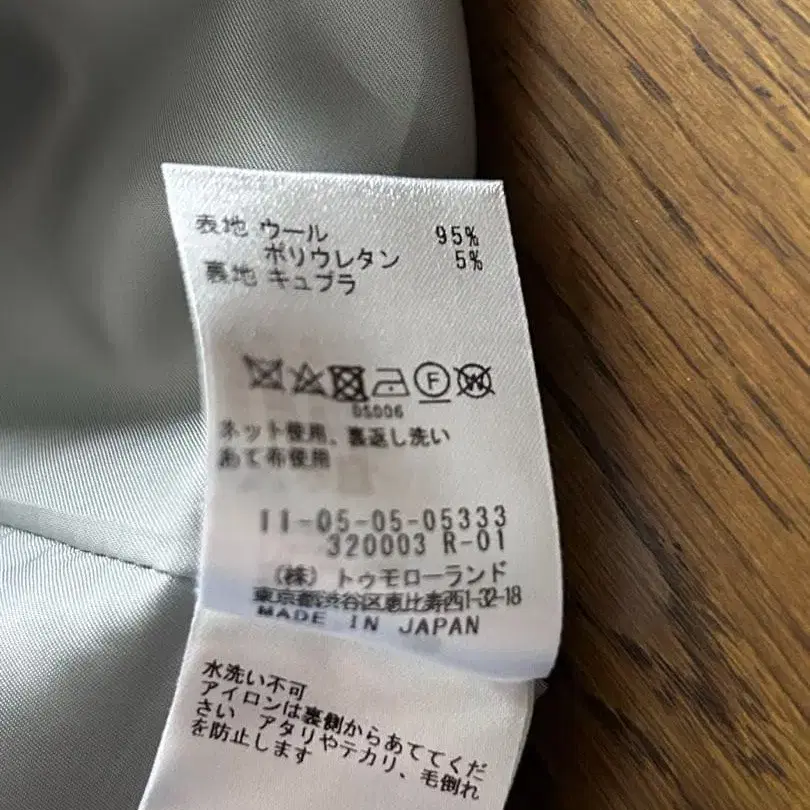 表地 ウール 95%
ポリウレタン 5%
裏地 キュプラ
F W
05006
ネット使用、裏返し洗い
あて布使用
11-05-05-05333
320003 R-01
(株) トゥモローランド
東京都渋谷区恵比寿西1-32-18
MADE IN JAPAN
水洗い不可
アイロンは裏側からあててくだ
さい アタリやテカリ、毛倒れ
を防止します